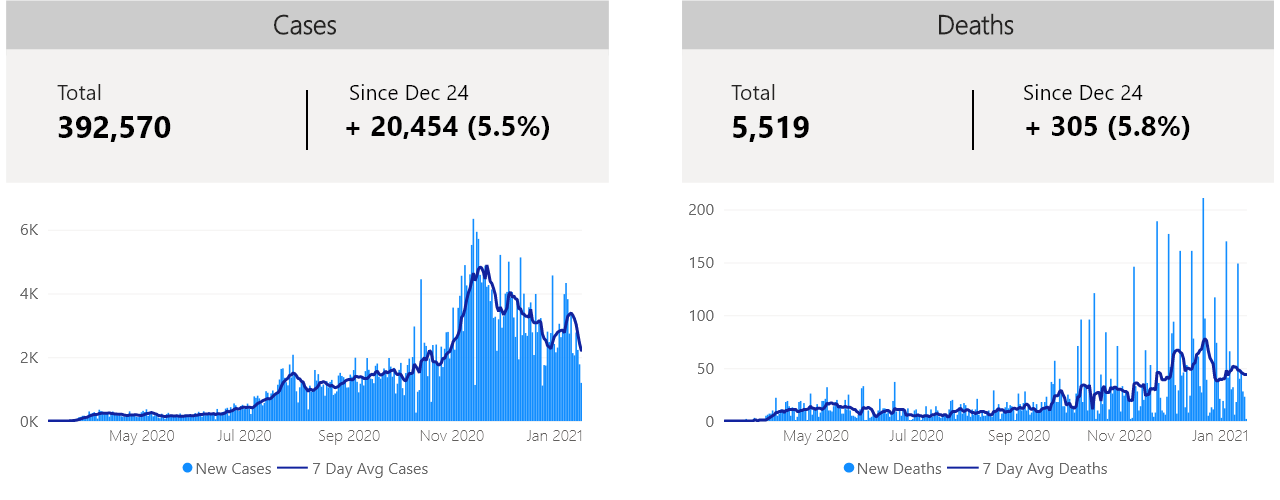 Cases
Total
Since Dec 24
392,570
+ 20,454 (5.5%)
6K
4K
2K
0K
May 2020
Jul 2020
Sep 2020
Nov 2020
Jan 2021
New Cases
7 Day Avg Cases
Deaths
Total
Since Dec 24
5,519
+ 305 (5.8%)
200
150
100
50
0
May 2020
Jul 2020
Sep 2020
Nov 2020
Jan 2021
New Deaths
7 Day Avg Deaths